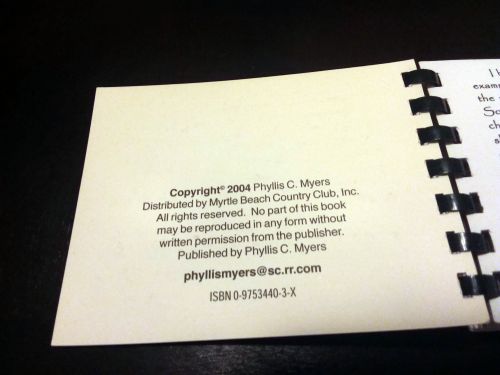 Copyright© 2004 Phyllis C. Myers
Distributed by Myrtle Beach Country Club, Inc.
All rights reserved. No part of this book
may be reproduced in any form without
written permission from the publisher.
Published by Phyllis C. Myers
phyllismyers@sc.rr.com
ISBN 0-9753440-3-X
I
the